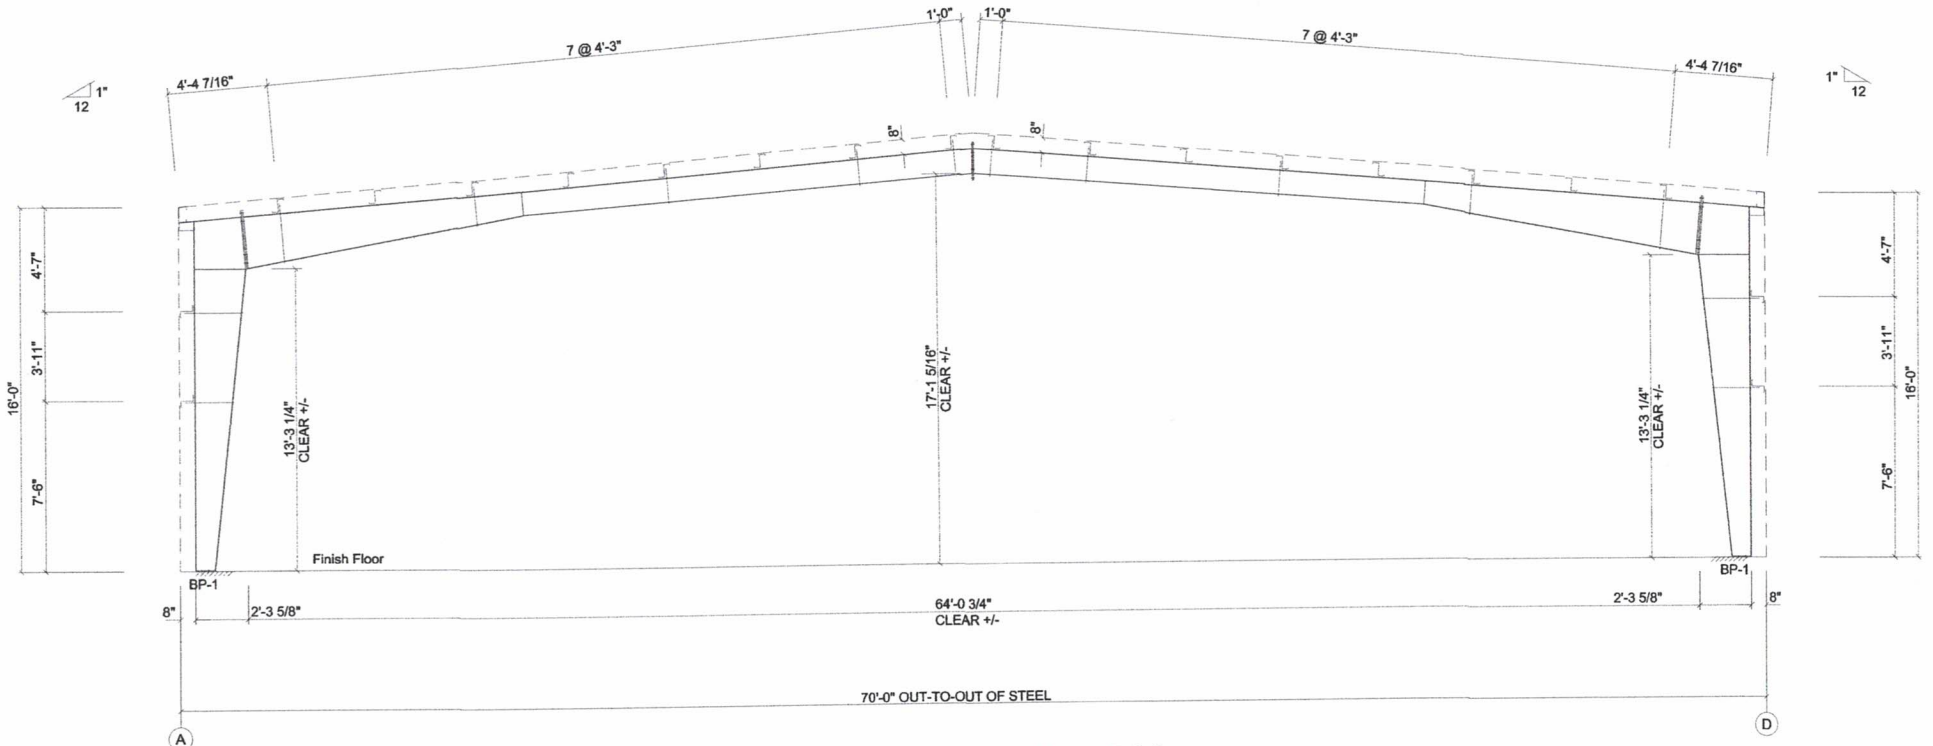 1'-0" 1'-0"
7 @ 4'-3" 7 @ 4'-3"
4'-4 7/16" 4'-4 7/16"
1" 1"
12 12
8" 8"
4'-7" 4'-7"
3'-11" 3'-11"
16'-0" 16'-0"
17'-1 5/16"
CLEAR +/-
13'-3 1/4"
CLEAR +/-
13'-3 1/4"
CLEAR +/-
7'-6" 7'-6"
Finish Floor
BP-1 BP-1
8" 2'-3 5/8" 64'-0 3/4" 2'-3 5/8" 8"
CLEAR +/-
70'-0" OUT-TO-OUT OF STEEL
A D